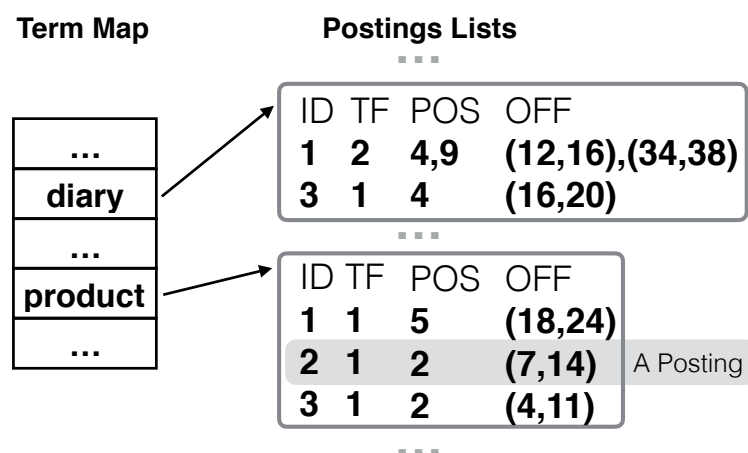 Term Map
Postings Lists
...
...
diary
...
product
...
ID TF POS OFF
1 2 4,9 (12,16),(34,38)
3 1 4 (16,20)
...
ID TF POS OFF
1 1 5 (18,24)
2 1 2 (7,14) A Posting
3 1 2 (4,11)
...